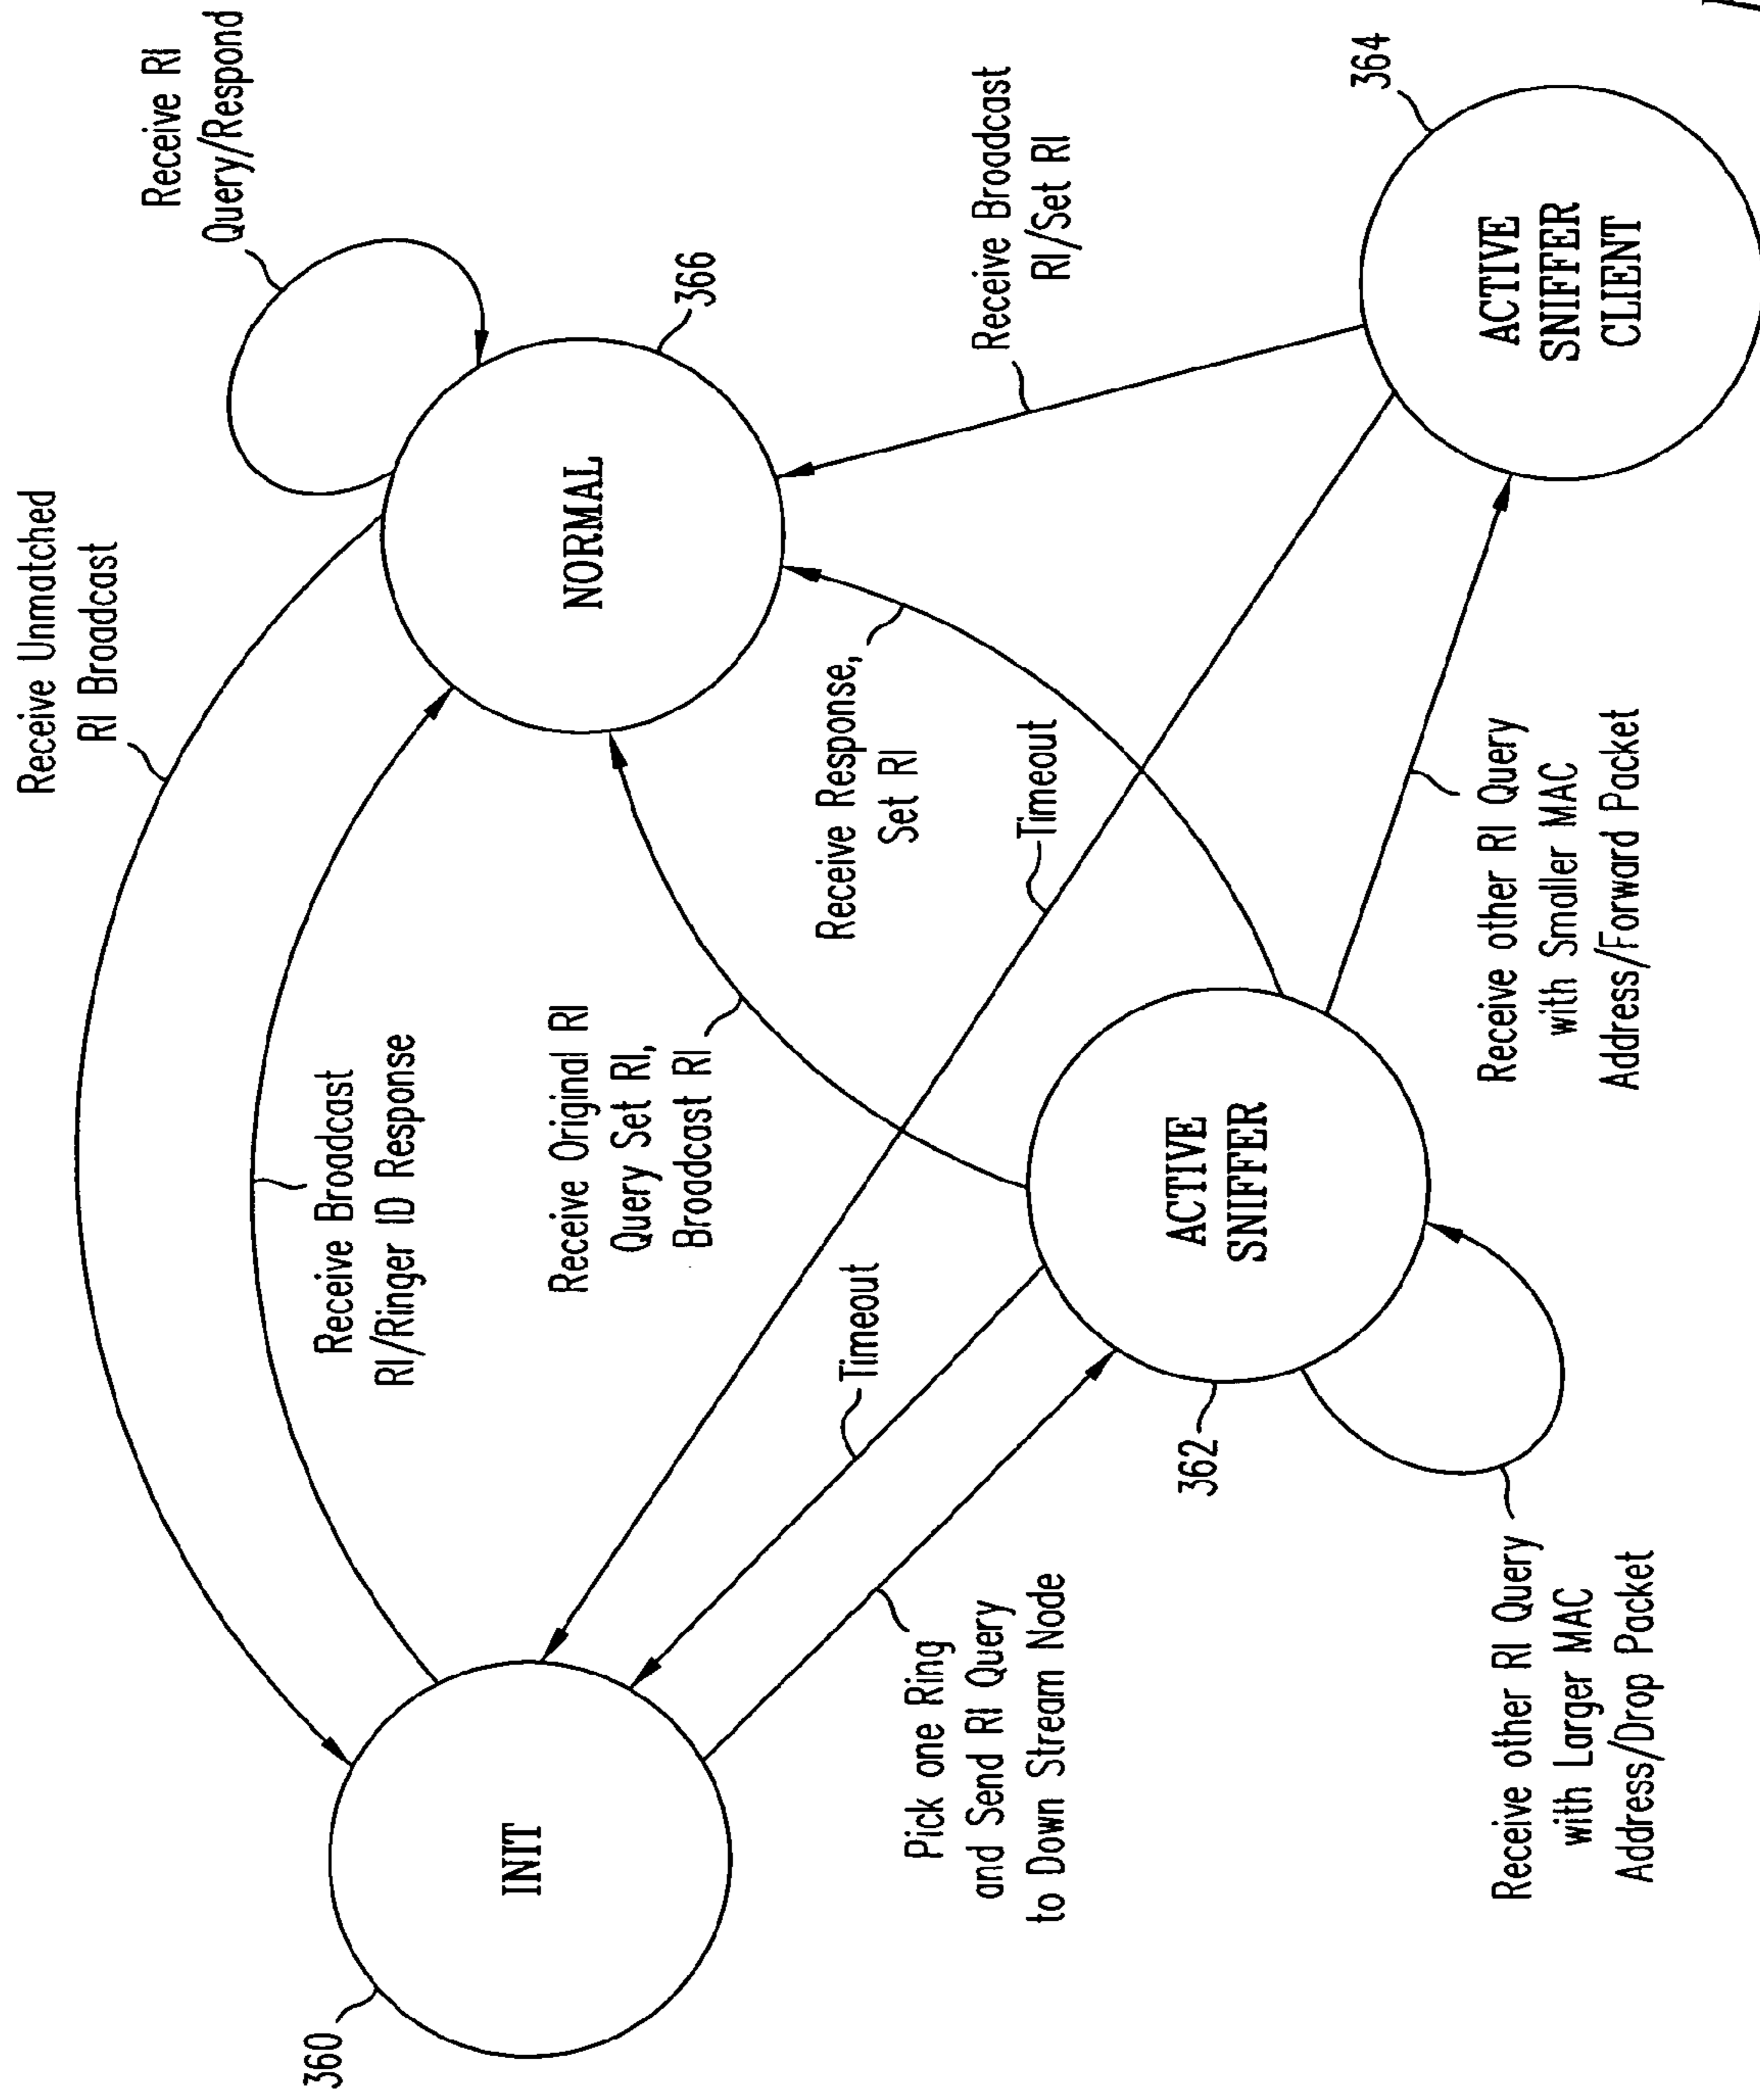 Receive Unmatched
RI Broadcast
Receive RI
Query/Respond
366
NORMAL
Receive Broadcast
RI/Ringer ID Response
Receive Original RI
Query Set RI,
Broadcast RI
Receive Response,
Set RI
Receive Broadcast
RI/Set RI
360
INIT
Timeout
Timeout
364
ACTIVE
SNIFFER
CLIENT
Pick one Ring
and Send RI Query
to Down Stream Node
362
ACTIVE
SNIFFER
Receive other RI Query
with Smaller MAC
Address/Forward Packet
Receive other RI Query
with Larger MAC
Address/Drop Packet